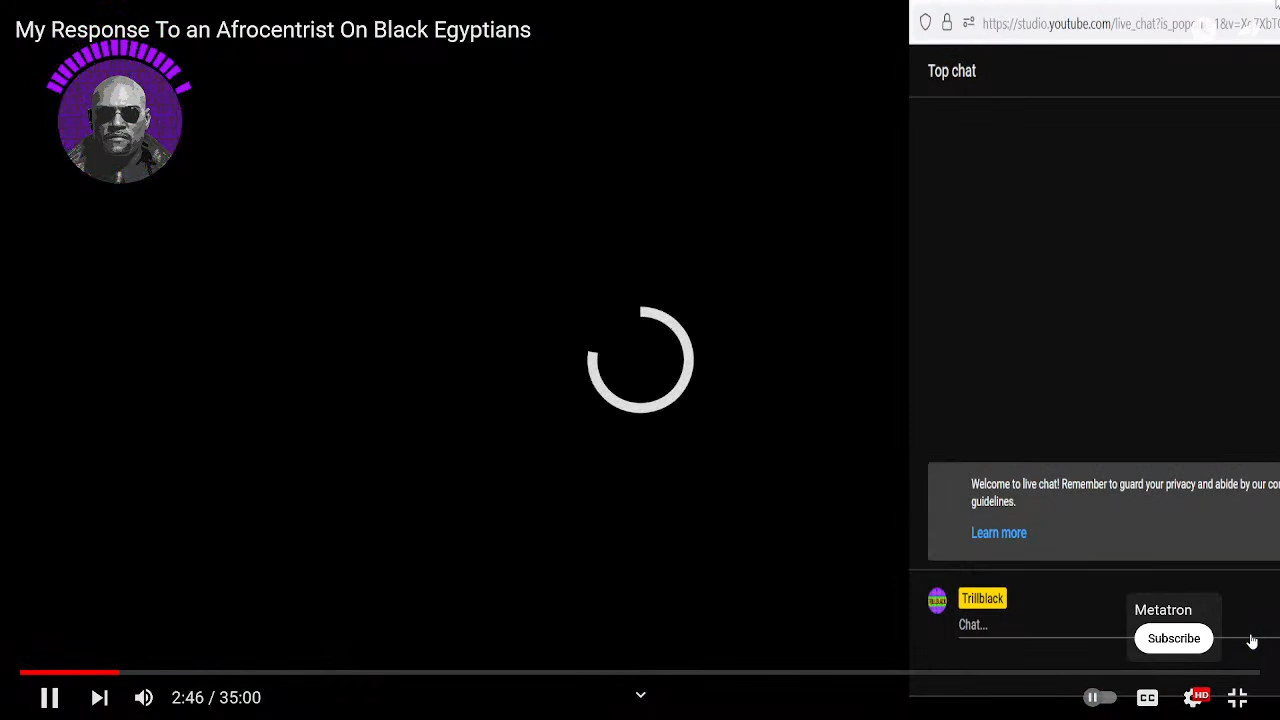 My Response To an Afrocentrist On Black Egyptians
Top chat
Welcome to live chat! Remember to guard your privacy and abide by our
guidelines.
Learn more
Trillblack
Chat...
Metatron
Subscribe
2:46 / 35:00
CC
HD